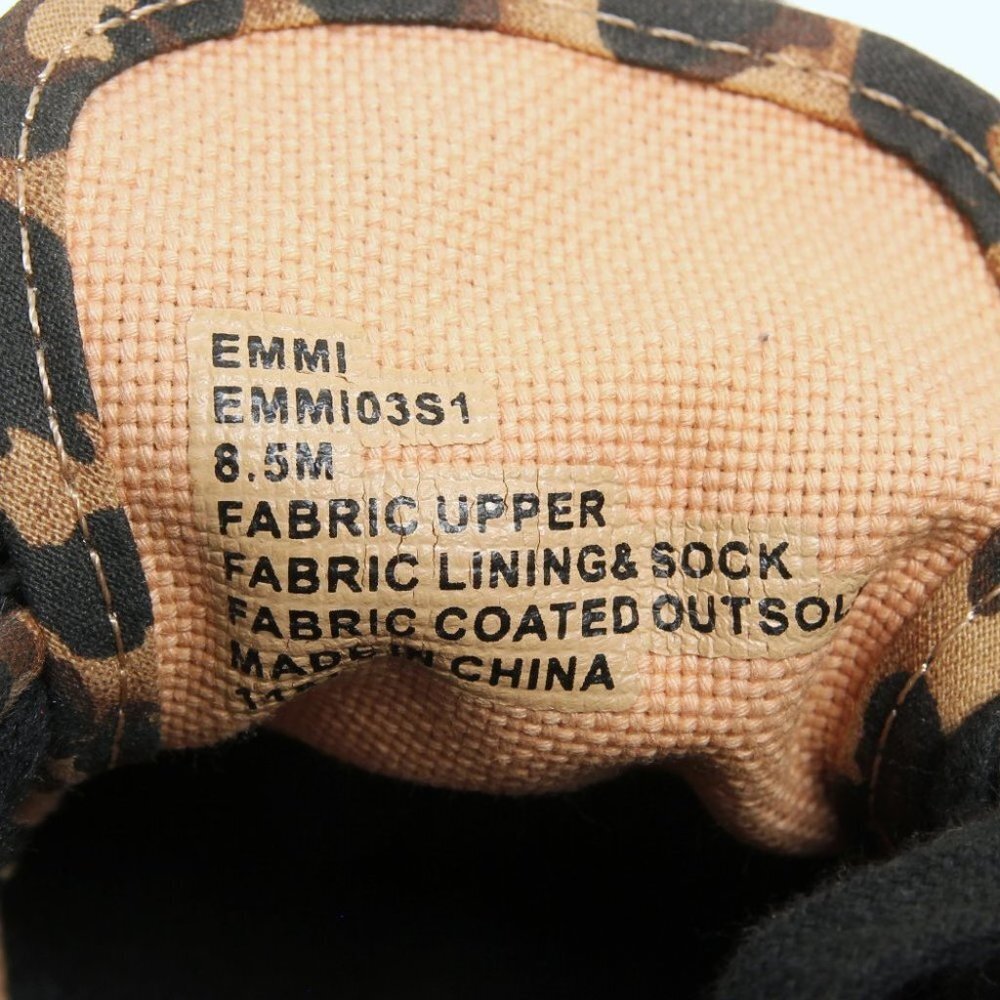 EMMI
EMMI03S1
8.5M
FABRIC UPPER
FABRIC LINING& SOCK
FABRIC COATED OUTSOL
MADE IN CHINA